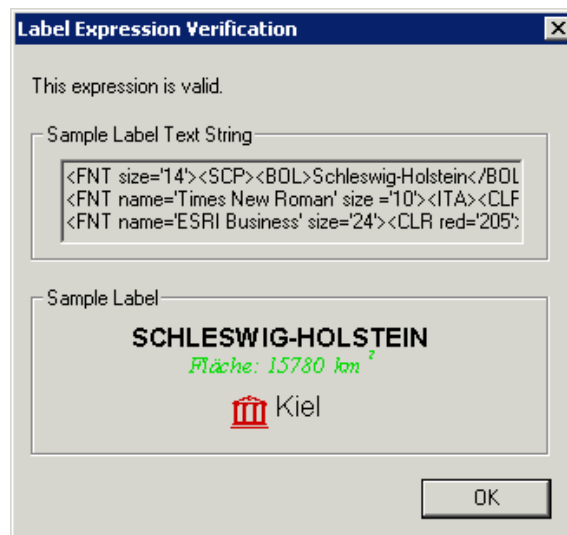 Label Expression Verification
This expression is valid.
Sample Label Text String
<FNT size='14'><SCP><BOL>Schleswig-Holstein</BOL
<FNT name='Times New Roman' size ='10'><ITA><CLF
<FNT name='ESRI Business' size='24'><CLR red='205'>
Sample Label
SCHLESWIG-HOLSTEIN
Fläche: 15780 km²
Kiel
OK